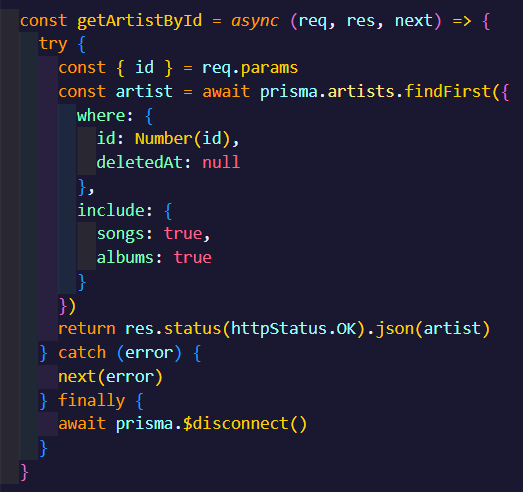 const getArtistById = async (req, res, next) => {
  try {
    const { id } = req.params
    const artist = await prisma.artists.findFirst({
      where: {
        id: Number(id),
        deletedAt: null
      },
      include: {
        songs: true,
        albums: true
      }
    })
    return res.status(httpStatus.OK).json(artist)
  } catch (error) {
    next(error)
  } finally {
    await prisma.$disconnect()
  }
}